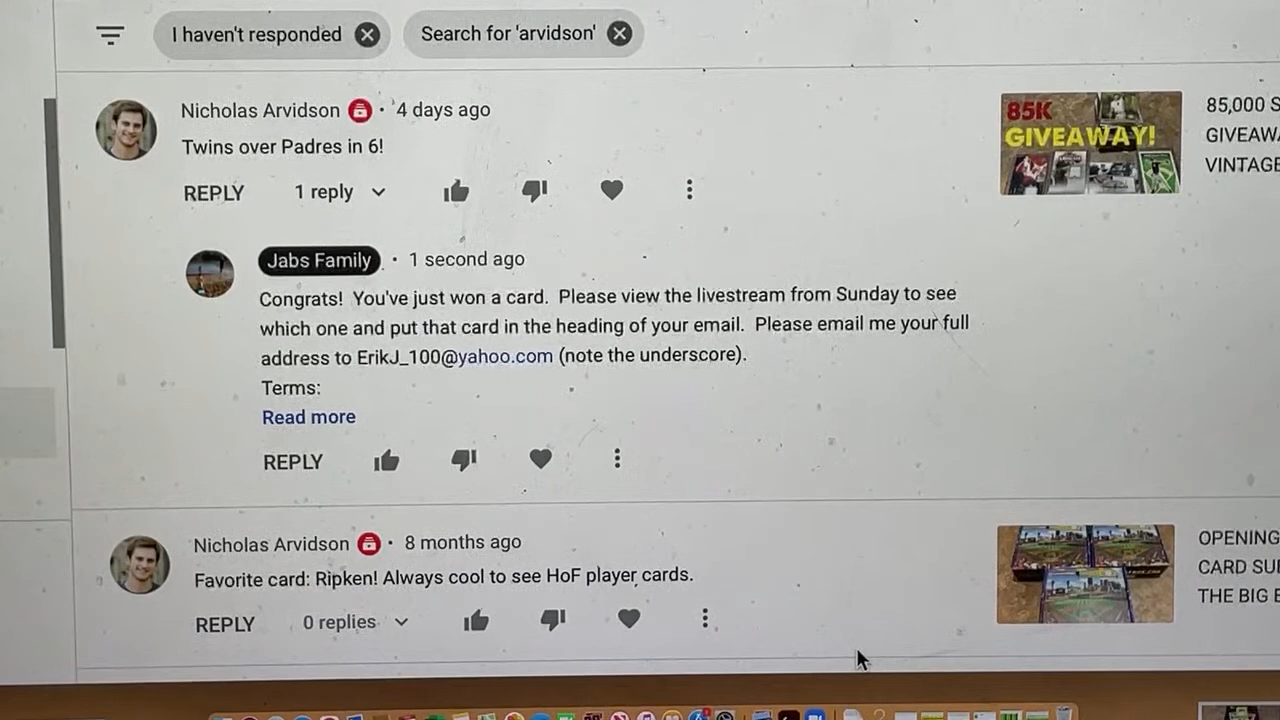 I haven't responded
Search for 'arvidson'
Nicholas Arvidson · 4 days ago
Twins over Padres in 6!
REPLY 1 reply
85K
GIVEAWAY!
85,000 S
GIVEAWA
VINTAGE
Jabs Family · 1 second ago
Congrats! You've just won a card. Please view the livestream from Sunday to see
which one and put that card in the heading of your email. Please email me your full
address to ErikJ_100@yahoo.com (note the underscore).
Terms:
Read more
REPLY
Nicholas Arvidson · 8 months ago
Favorite card: Ripken! Always cool to see HoF player cards.
REPLY 0 replies
OPENING
CARD SUB
THE BIG B